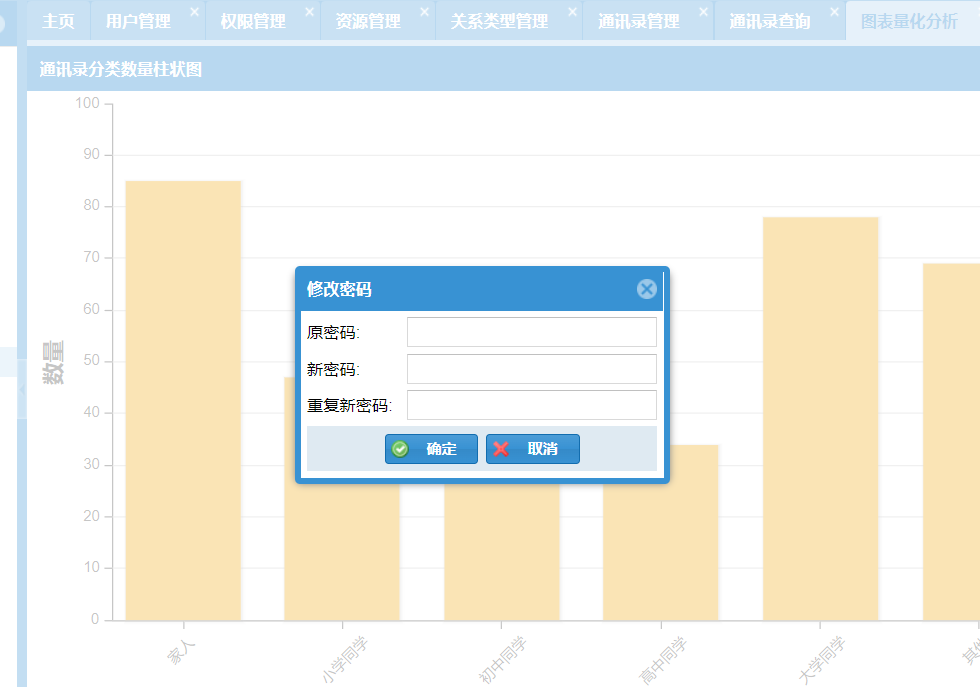 主页 用户管理 权限管理 资源管理 关系类型管理 通讯录管理 通讯录查询 图表量化分析
通讯录分类数量柱状图
100
90
80
70
60
50
40
30
20
10
0
数量
修改密码
原密码:
新密码:
重复新密码:
确定 取消
家人 小学同学 初中同学 高中同学 大学同学